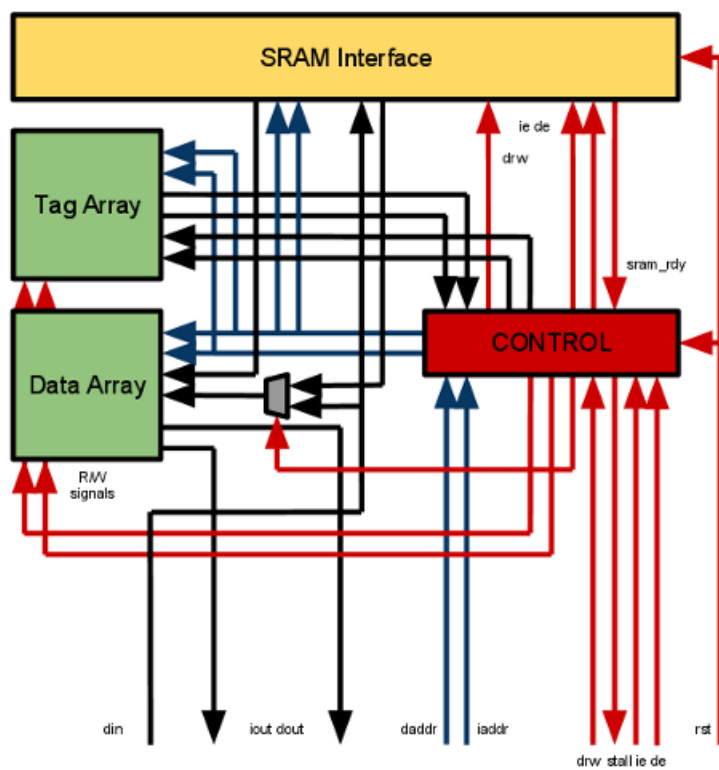 SRAM Interface
ie de
drw
Tag Array
sram_rdy
CONTROL
Data Array
R/W
signals
din
iout dout
daddr
iaddr
rst
drw stall ie de